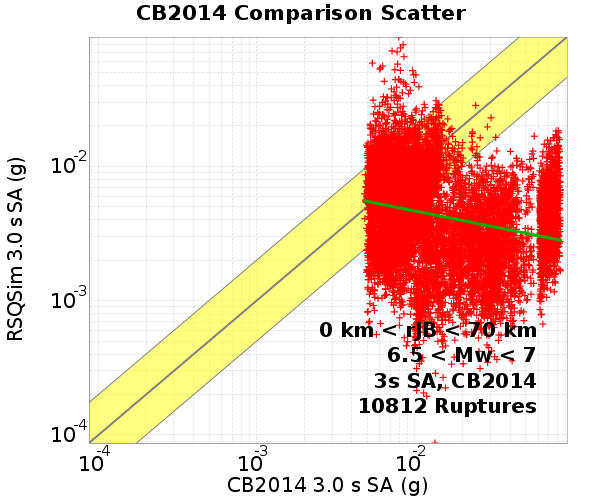 CB2014 Comparison Scatter
RSQSim 3.0 s SA (g)
10-2
10-3
10-4
0 km < rJB < 70 km
6.5 < Mw < 7
3s SA, CB2014
10812 Ruptures
10-4 10-3 10-2
CB2014 3.0 s SA (g)